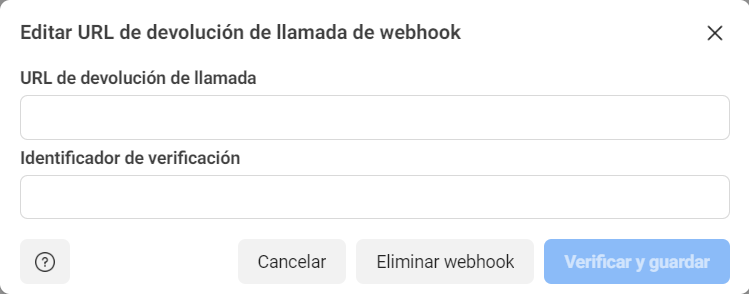 Editar URL de devolución de llamada de webhook
URL de devolución de llamada
Identificador de verificación
Cancelar
Eliminar webhook
Verificar y guardar